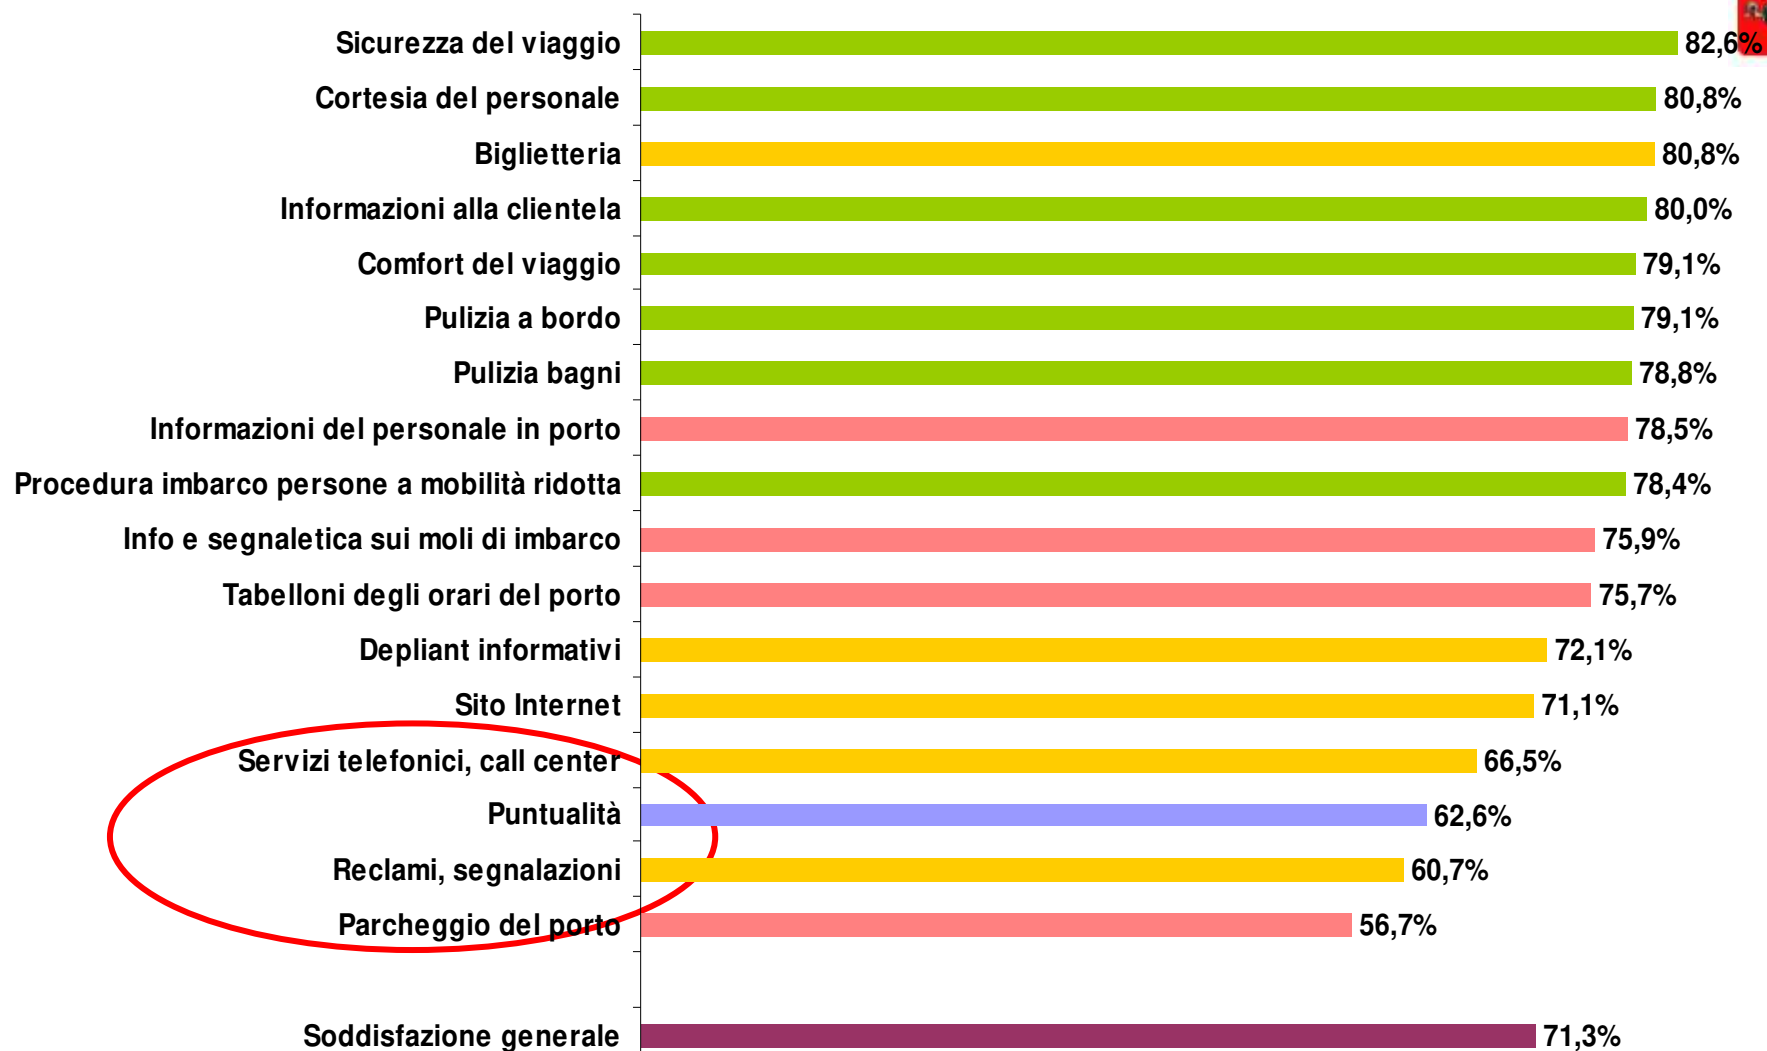 Sicurezza del viaggio 82,6%
Cortesia del personale 80,8%
Biglietteria 80,8%
Informazioni alla clientela 80,0%
Comfort del viaggio 79,1%
Pulizia a bordo 79,1%
Pulizia bagni 78,8%
Informazioni del personale in porto 78,5%
Procedura imbarco persone a mobilità ridotta 78,4%
Info e segnaletica sui moli di imbarco 75,9%
Tabelloni degli orari del porto 75,7%
Depliant informativi 72,1%
Sito Internet 71,1%
Servizi telefonici, call center 66,5%
Puntualità 62,6%
Reclami, segnalazioni 60,7%
Parcheggio del porto 56,7%
Soddisfazione generale 71,3%